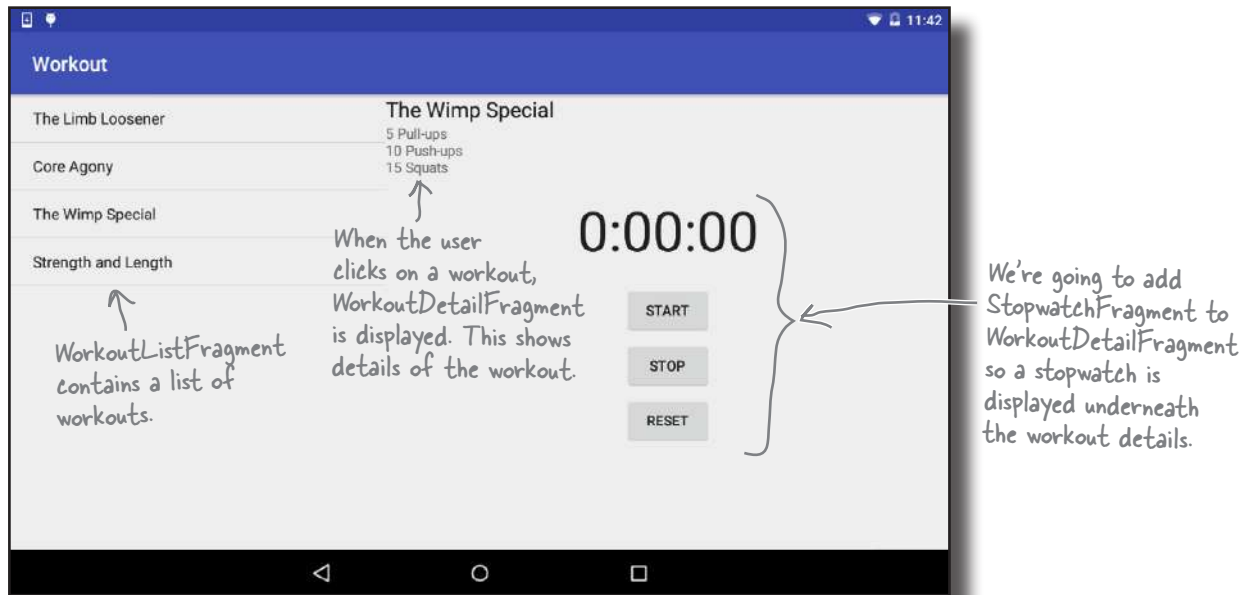 11:42
Workout
The Limb Loosener
Core Agony
The Wimp Special
Strength and Length
WorkoutListFragment
contains a list of
workouts.
The Wimp Special
5 Pull-ups
10 Push-ups
15 Squats
When the user
clicks on a workout,
WorkoutDetailFragment
is displayed. This shows
details of the workout.
0:00:00
START
STOP
RESET
We're going to add
StopwatchFragment to
WorkoutDetailFragment
so a stopwatch is
displayed underneath
the workout details.